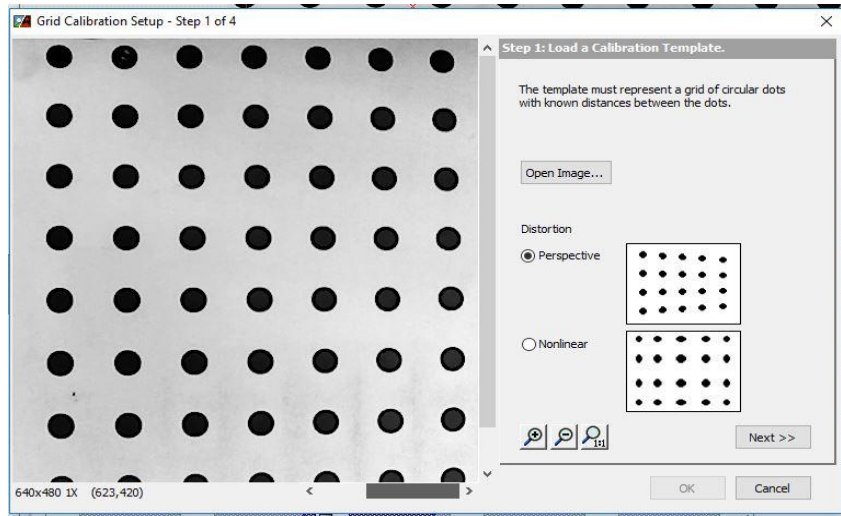 Grid Calibration Setup - Step 1 of 4
Step 1: Load a Calibration Template.
The template must represent a grid of circular dots
with known distances between the dots.
Open Image...
Distortion
Perspective
Nonlinear
1:1
Next >>
640x480 1X (623,420)
OK
Cancel